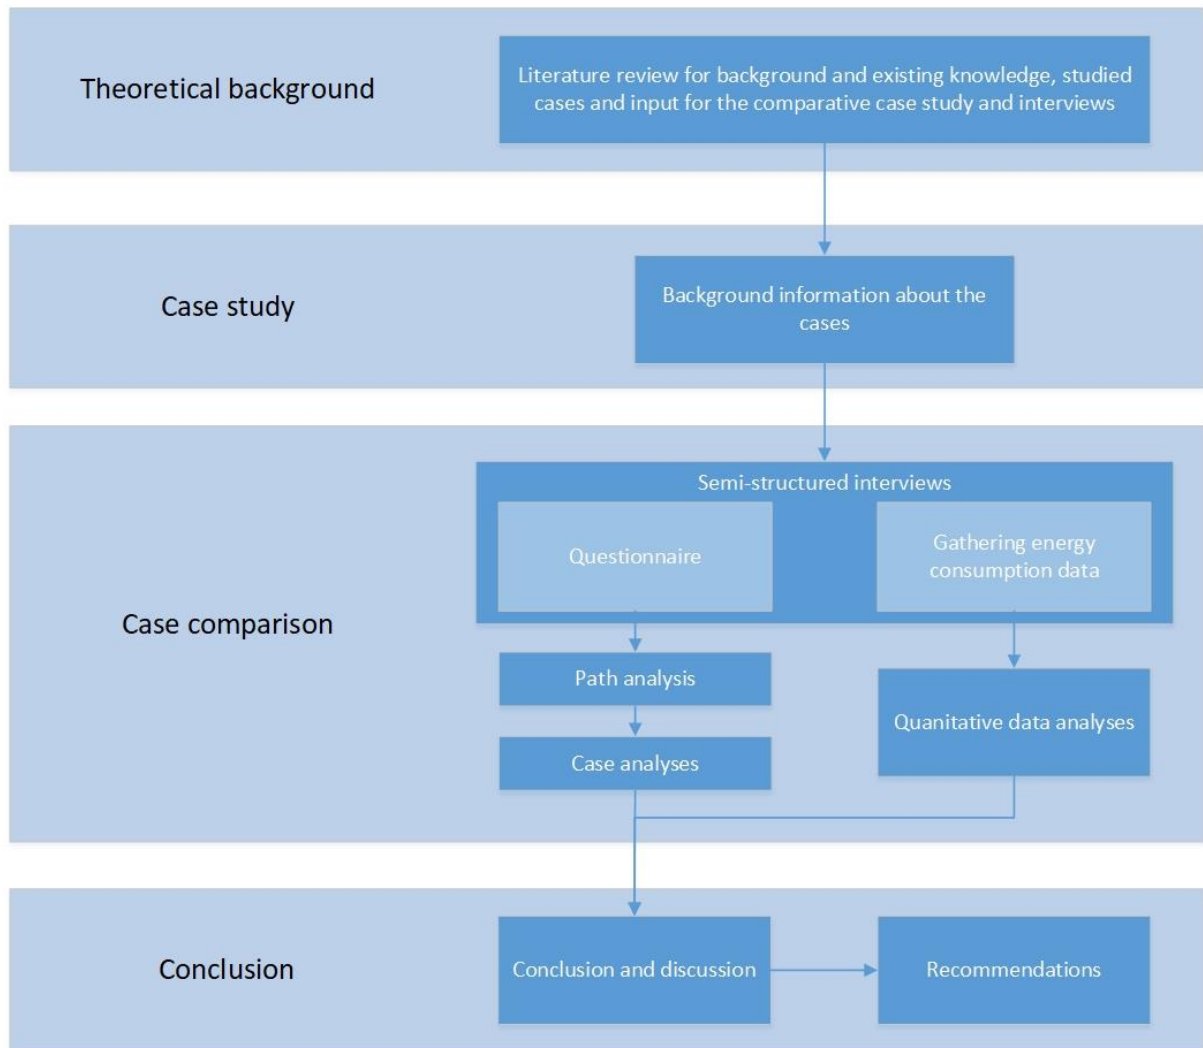 Theoretical background
Literature review for background and existing knowledge, studied
cases and input for the comparative case study and interviews
Case study
Background information about the
cases
Case comparison
Semi-structured interviews
Questionnaire
Gathering energy
consumption data
Path analysis
Case analyses
Quanitative data analyses
Conclusion
Conclusion and discussion
Recommendations